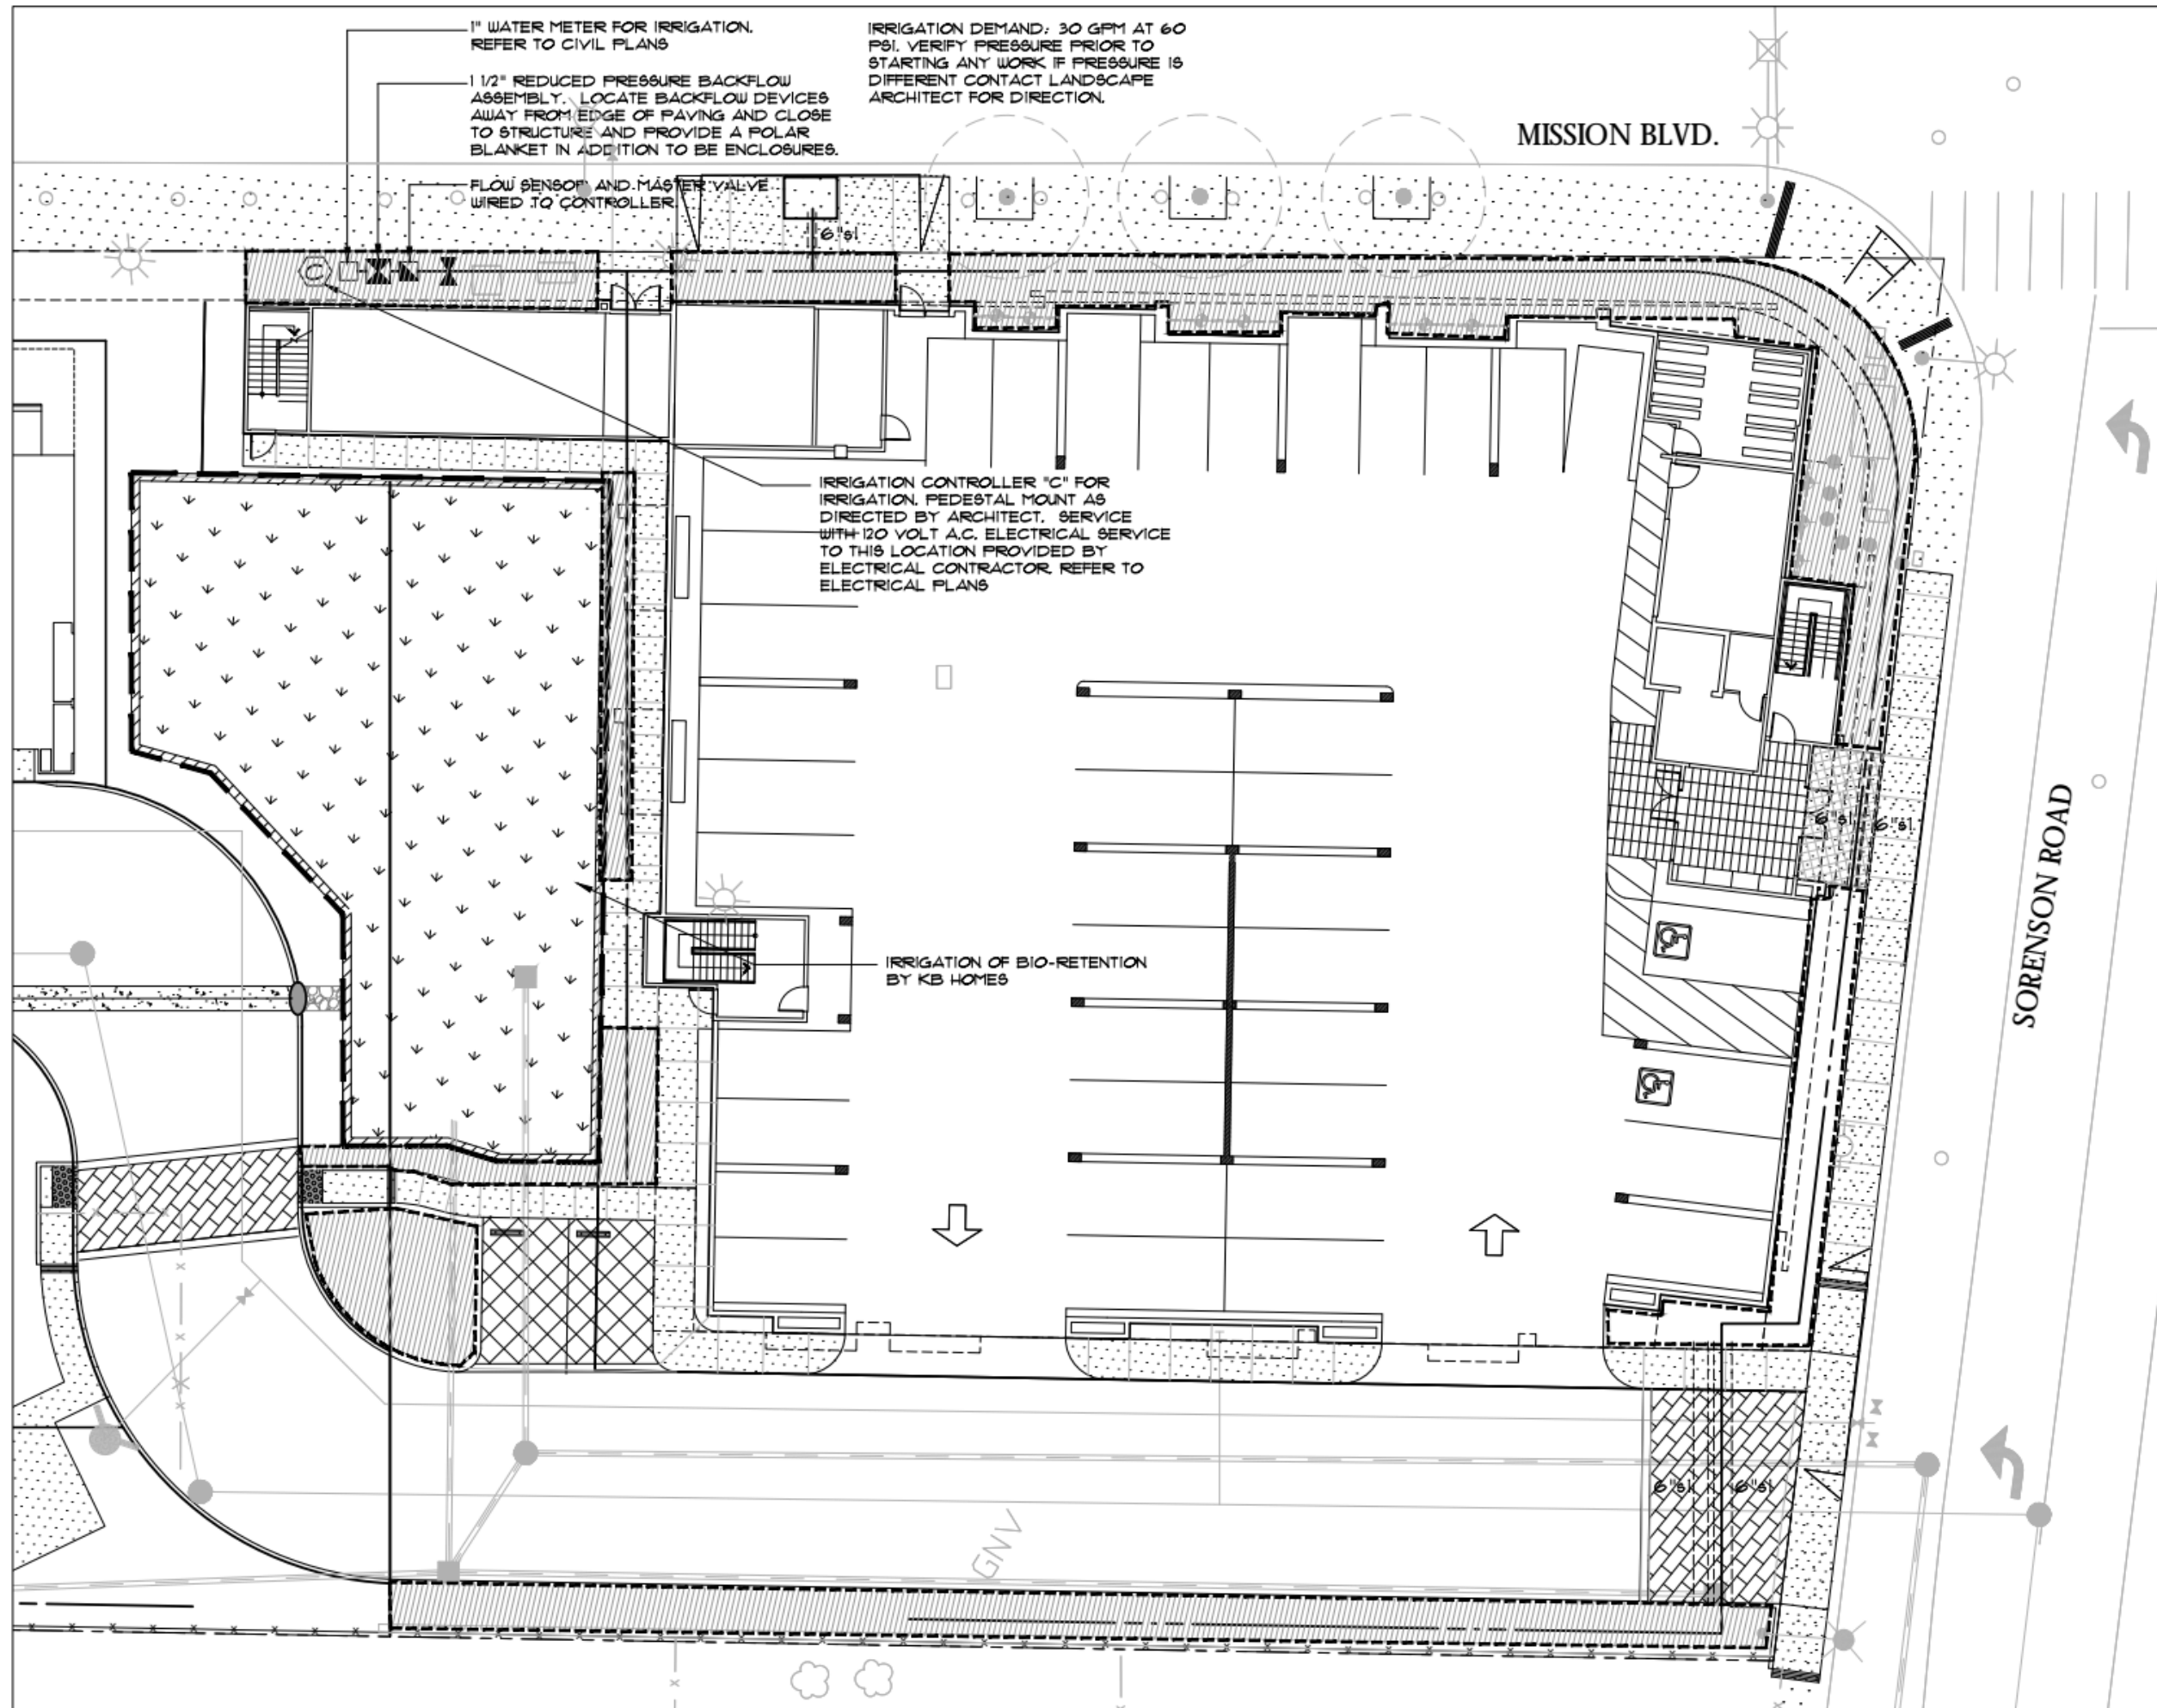 1" WATER METER FOR IRRIGATION.
REFER TO CIVIL PLANS
IRRIGATION DEMAND: 30 GPM AT 60
PSI. VERIFY PRESSURE PRIOR TO
STARTING ANY WORK IF PRESSURE IS
DIFFERENT CONTACT LANDSCAPE
ARCHITECT FOR DIRECTION.
1 1/2" REDUCED PRESSURE BACKFLOW
ASSEMBLY. LOCATE BACKFLOW DEVICES
AWAY FROM EDGE OF PAVING AND CLOSE
TO STRUCTURE AND PROVIDE A POLAR
BLANKET IN ADDITION TO BE ENCLOSURES.
MISSION BLVD.
FLOW SENSOR AND MASTER VALVE
WIRED TO CONTROLLER.
6"sl
C
IRRIGATION CONTROLLER "C" FOR
IRRIGATION. PEDESTAL MOUNT AS
DIRECTED BY ARCHITECT. SERVICE
WITH 120 VOLT A.C. ELECTRICAL SERVICE
TO THIS LOCATION PROVIDED BY
ELECTRICAL CONTRACTOR. REFER TO
ELECTRICAL PLANS
6"sl
6"sl
SORENSON ROAD
IRRIGATION OF BIO-RETENTION
BY KB HOMES
6"sl
6"sl
GNV